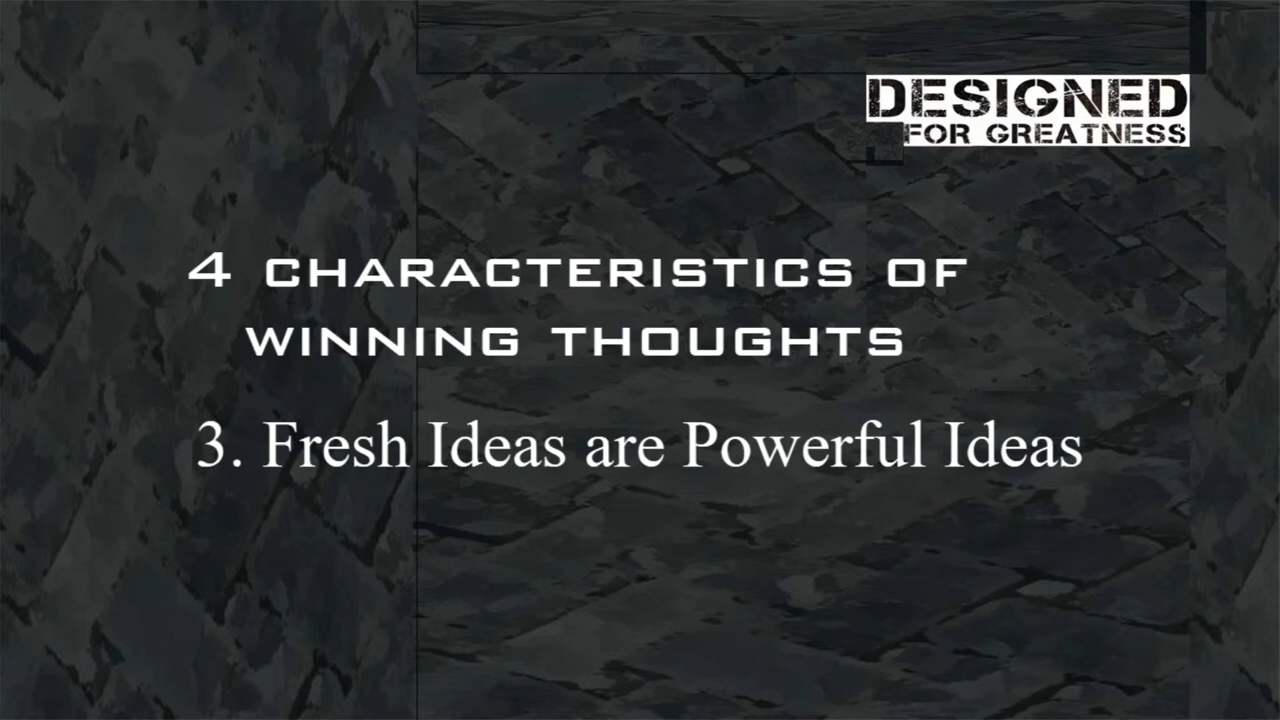 DESIGNED
FOR GREATNESS
4 CHARACTERISTICS OF
WINNING THOUGHTS
3. Fresh Ideas are Powerful Ideas